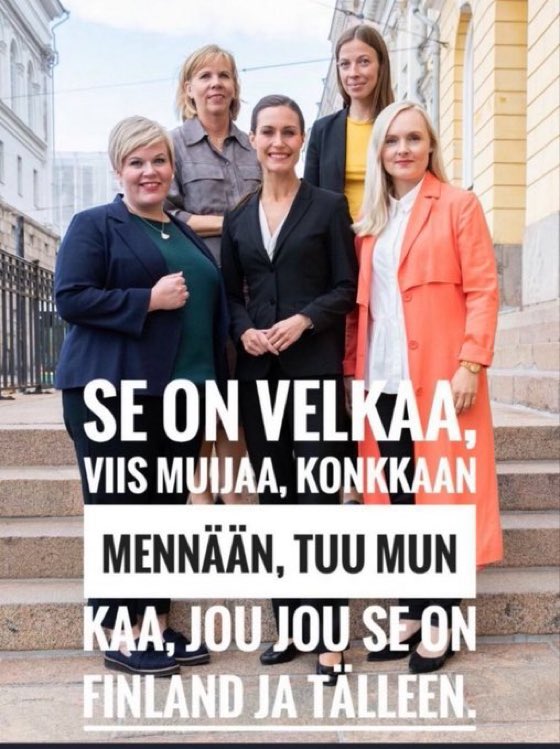 SE ON VELKAA,
VIIS MUIJAA, KONKKAAN
MENNÄÄN, TUU MUN
KAA, JOU JOU SE ON
FINLAND JA TÄLLEEN.